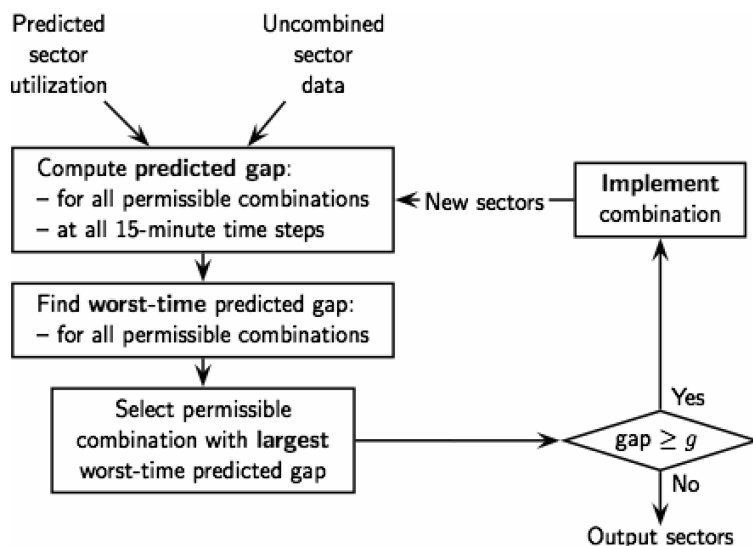 Predicted
sector
utilization
Uncombined
sector
data
Compute predicted gap:
– for all permissible combinations
– at all 15-minute time steps
New sectors
Implement
combination
Find worst-time predicted gap:
– for all permissible combinations
Select permissible
combination with largest
worst-time predicted gap
gap ≥ g
Yes
No
Output sectors